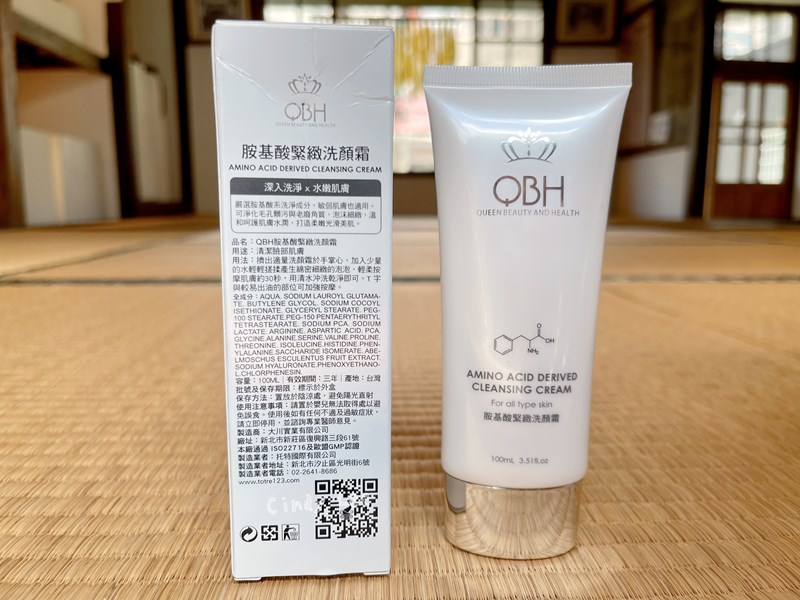 QBH
QUEEN BEAUTY AND HEALTH
胺基酸緊緻洗顏霜
AMINO ACID DERIVED CLEANSING CREAM
深入洗淨 x 水嫩肌膚
嚴選胺基酸系洗淨成分,敏弱肌膚也適用。
可淨化毛孔髒污與老廢角質,泡沫細緻,溫
和呵護肌膚水潤,打造柔嫩光滑美肌。
品名:QBH胺基酸緊緻洗顏霜
用途:清潔臉部肌膚
用法:擠出適量洗顏霜於手掌心,加入少量
的水輕輕搓揉產生綿密細緻的泡泡,輕柔按
摩肌膚約30秒,用清水沖洗乾淨即可。T字
與較易出油的部位可加強按摩。
全成分:AQUA. SODIUM LAUROYL GLUTAMA-
TE. BUTYLENE GLYCOL. SODIUM COCOYL
ISETHIONATE. GLYCERYL STEARATE. PEG-
100 STEARATE.PEG-150 PENTAERYTHRITYL
TETRASTEARATE. SODIUM PCA. SODIUM
LACTATE. ARGININE. ASPARTIC ACID. PCA.
GLYCINE.ALANINE.SERINE.VALINE PROLINE.
THREONINE. ISOLEUCINE.HISTIDINE.PHEN-
YLALANINE.SACCHARIDE ISOMERATE. ABE-
LMOSCHUS ESCULENTUS FRUIT EXTRACT.
SODIUM HYALURONATE.PHENOXYETHANO-
L.CHLORPHENESIN.
容量:100ML | 有效期間:三年 | 產地:台灣
批號及保存期限:標示於外盒
保存方法:置放於陰涼處,避免陽光直射
使用注意事項:請置於嬰兒無法取得處以避
免誤食。使用後如有任何不適及過敏症狀,
請立即停用,並諮詢專業醫師意見。
製造廠商:大川實業有限公司
廠址:新北市新莊區復興路三段61號
本廠通過 ISO22716及歐盟GMP認證
製造業者:托特國際有限公司
製造業者地址:新北市汐止區光明街6號
製造業者電話:02-2641-8686
www.totre123.com
QBH
QUEEN BEAUTY AND HEALTH
O
OH
NH₂
AMINO ACID DERIVED
CLEANSING CREAM
For all type skin
胺基酸緊緻洗顏霜
100mL 3.51fl.oz